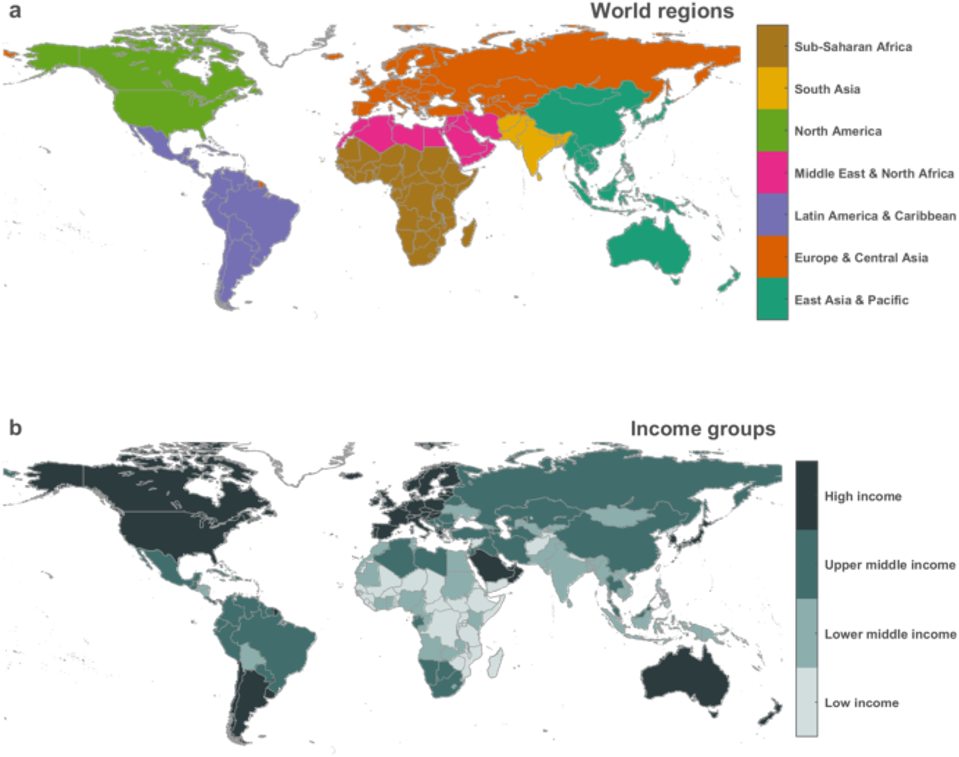 a
World regions
Sub-Saharan Africa
South Asia
North America
Middle East & North Africa
Latin America & Caribbean
Europe & Central Asia
East Asia & Pacific
b
Income groups
High income
Upper middle income
Lower middle income
Low income